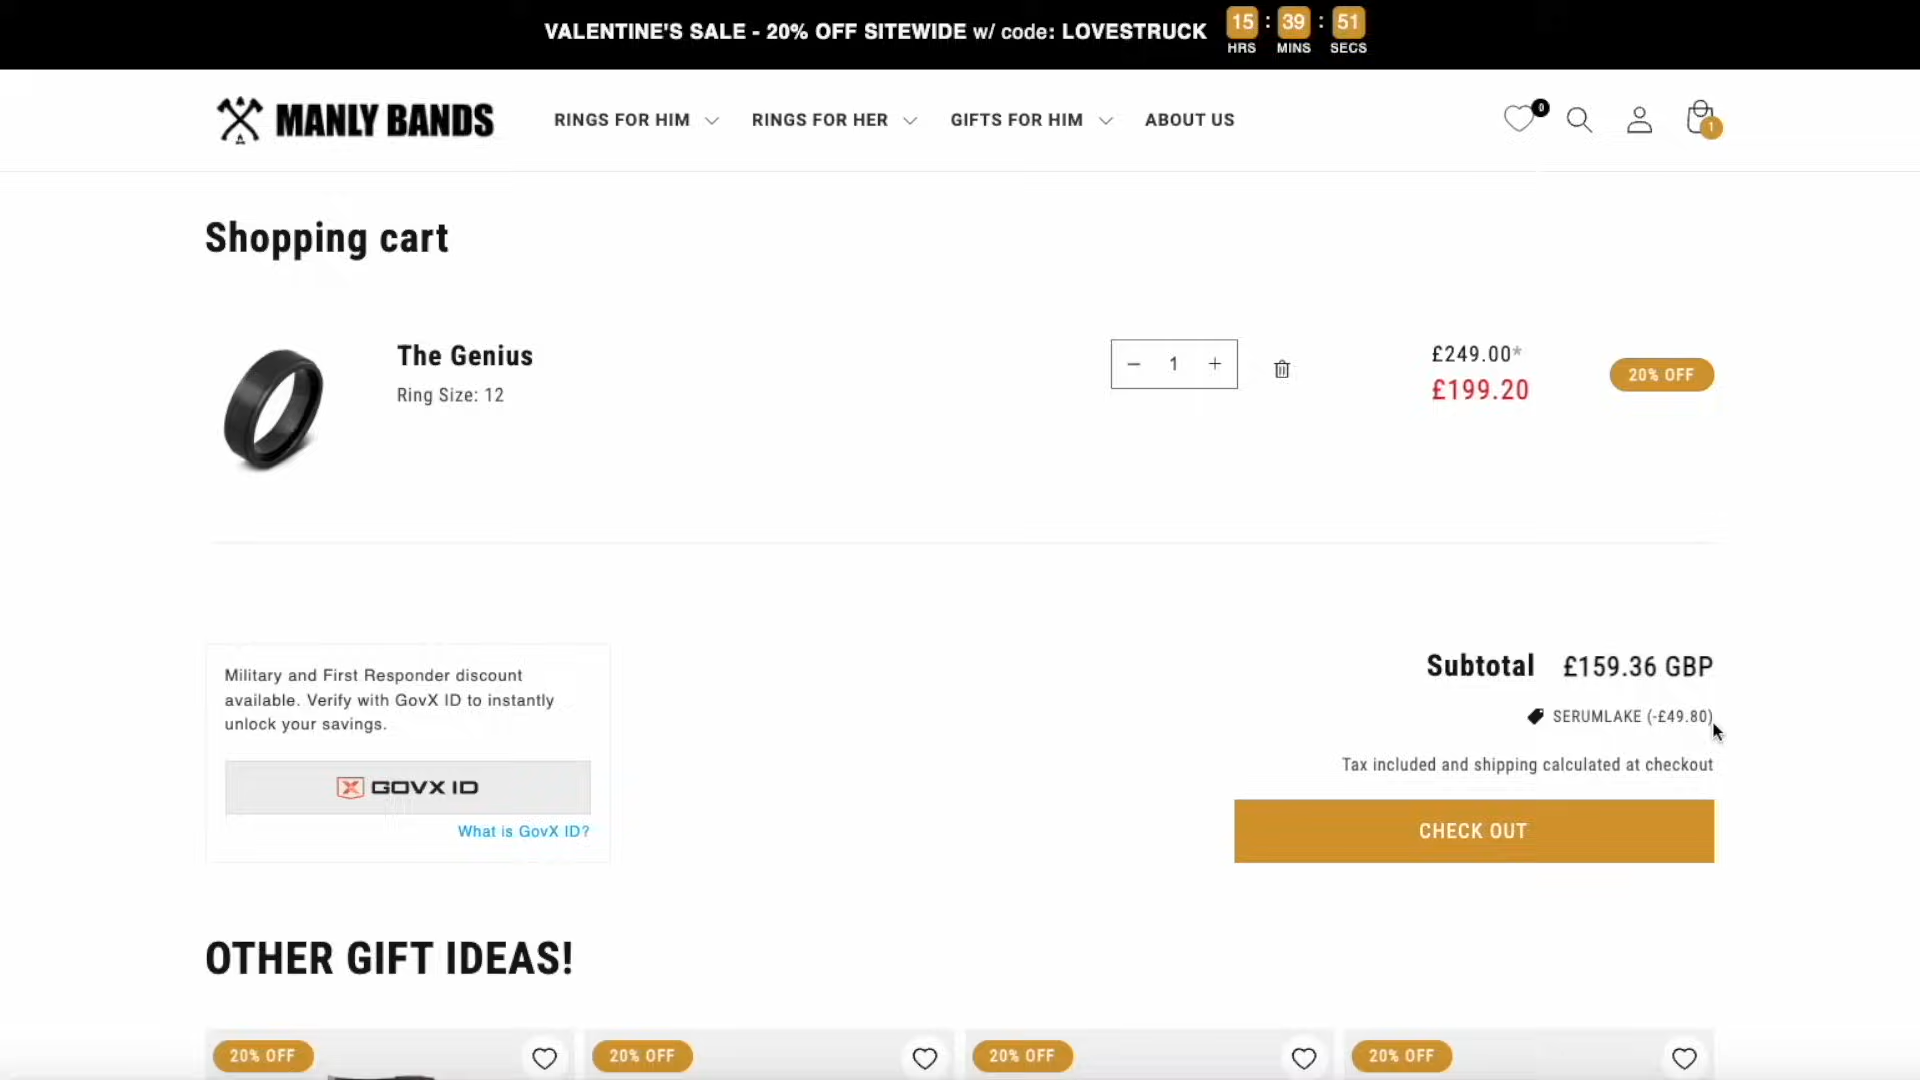 VALENTINE'S SALE - 20% OFF SITEWIDE w/ code: LOVESTRUCK 15 : 39 : 51
HRS MINS SECS
MANLY BANDS RINGS FOR HIM RINGS FOR HER GIFTS FOR HIM ABOUT US 0 1
Shopping cart
The Genius
Ring Size: 12
− 1 +
£249.00*
£199.20
20% OFF
Military and First Responder discount
available. Verify with GovX ID to instantly
unlock your savings.
GOVX ID
What is GovX ID?
Subtotal £159.36 GBP
SERUMLAKE (-£49.80)
Tax included and shipping calculated at checkout
CHECK OUT
OTHER GIFT IDEAS!
20% OFF 20% OFF 20% OFF 20% OFF